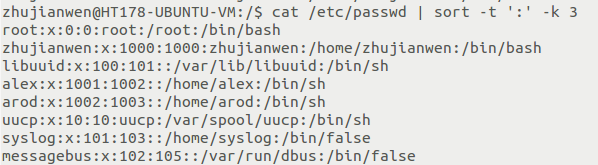 zhujianwen@HT178-UBUNTU-VM:/$ cat /etc/passwd | sort -t ':' -k 3
root:x:0:0:root:/root:/bin/bash
zhujianwen:x:1000:1000:zhujianwen:/home/zhujianwen:/bin/bash
libuuid:x:100:101::/var/lib/libuuid:/bin/sh
alex:x:1001:1002::/home/alex:/bin/sh
arod:x:1002:1003::/home/arod:/bin/sh
uucp:x:10:10:uucp:/var/spool/uucp:/bin/sh
syslog:x:101:103::/home/syslog:/bin/false
messagebus:x:102:105::/var/run/dbus:/bin/false